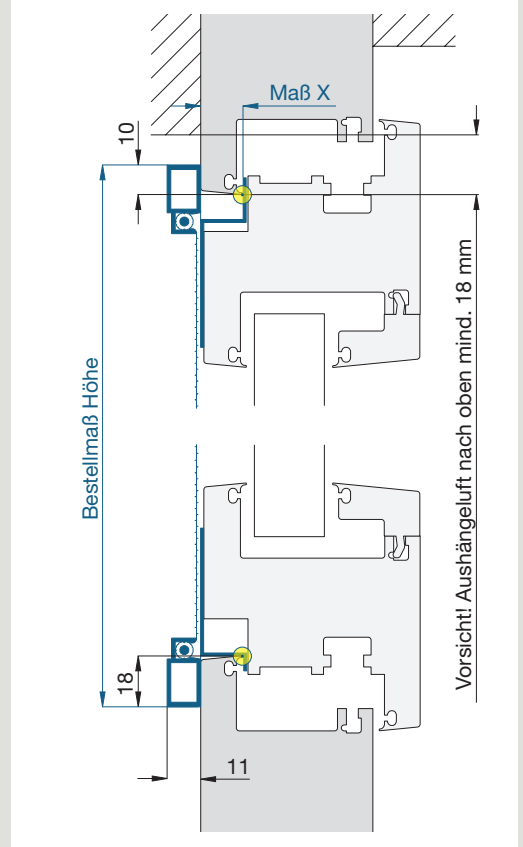 Maß X
10
Bestellmaß Höhe
Vorsicht! Aushängeluft nach oben mind. 18 mm
18
11